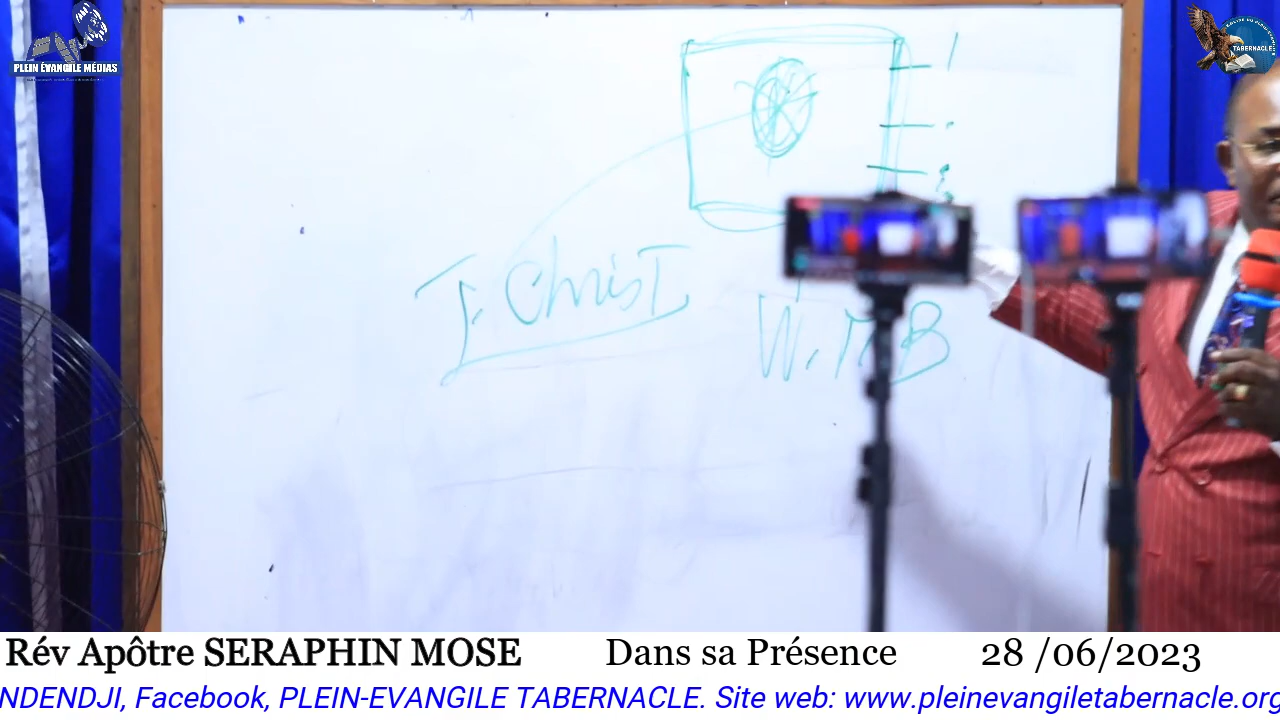 PLEIN ÉVANGILE MÉDIAS
TABERNACLE
J. Christ
W. M. B
Rév Apôtre SERAPHIN MOSE Dans sa Présence 28 /06/2023
NDENDJI, Facebook, PLEIN-EVANGILE TABERNACLE. Site web: www.pleinevangiletabernacle.org